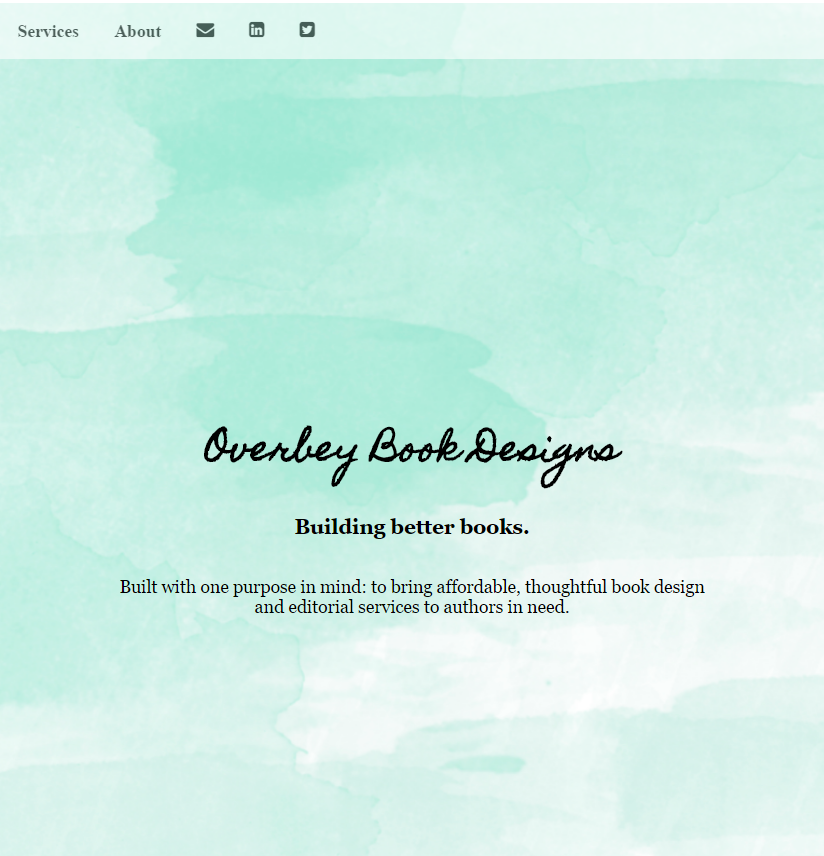 Services About
Overbey Book Designs
Building better books.
Built with one purpose in mind: to bring affordable, thoughtful book design
and editorial services to authors in need.